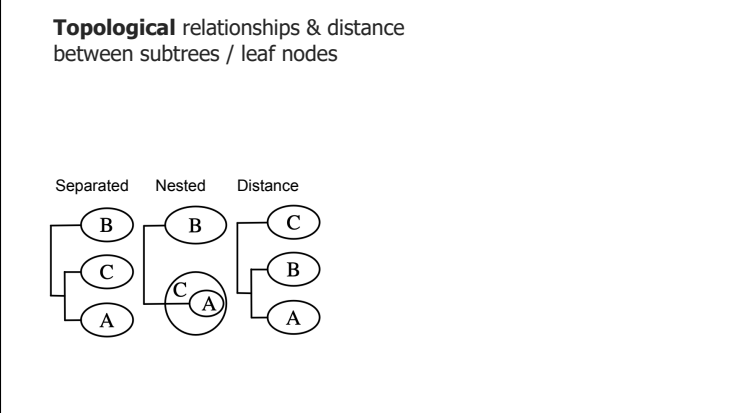 Topological relationships & distance
between subtrees / leaf nodes
Separated Nested Distance
B B C
C C A B
A A